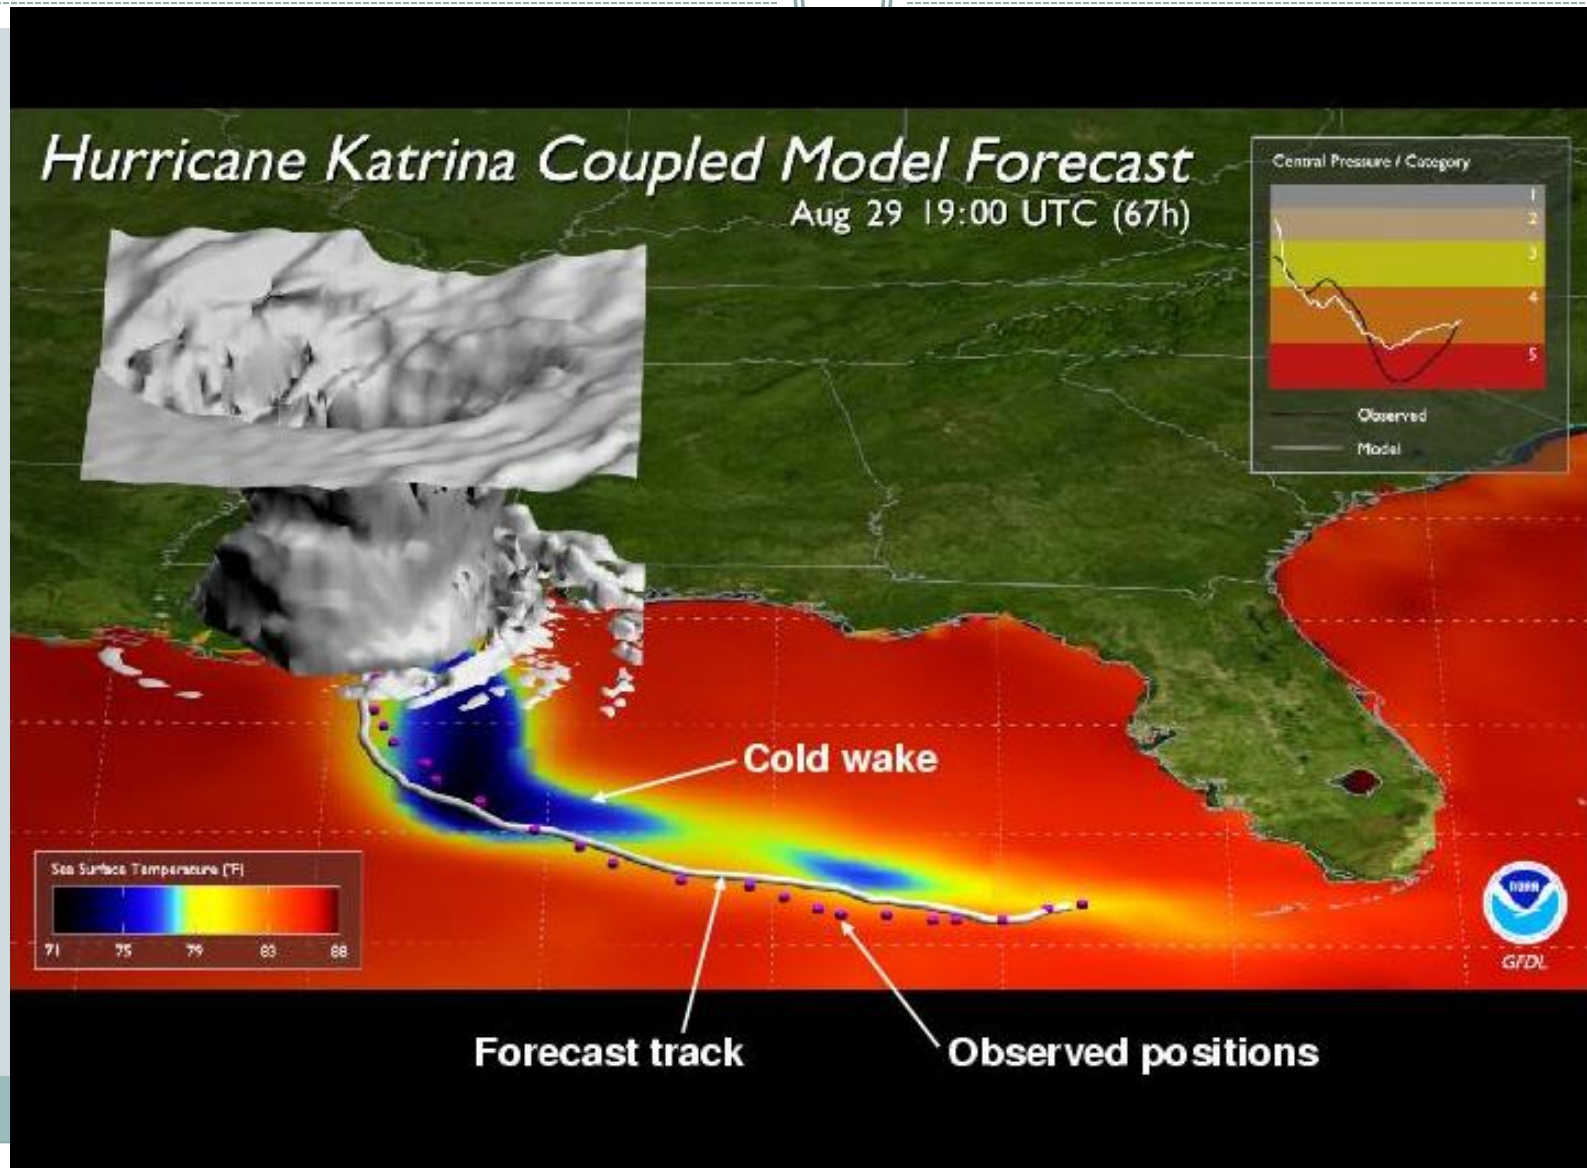 Hurricane Katrina Coupled Model Forecast
Aug 29 19:00 UTC (67h)
Central Pressure / Category
1
2
3
4
5
Observed
Model
Cold wake
Sea Surface Temperature (°F)
71 75 79 83 88
NOAA
GFDL
Forecast track
Observed positions